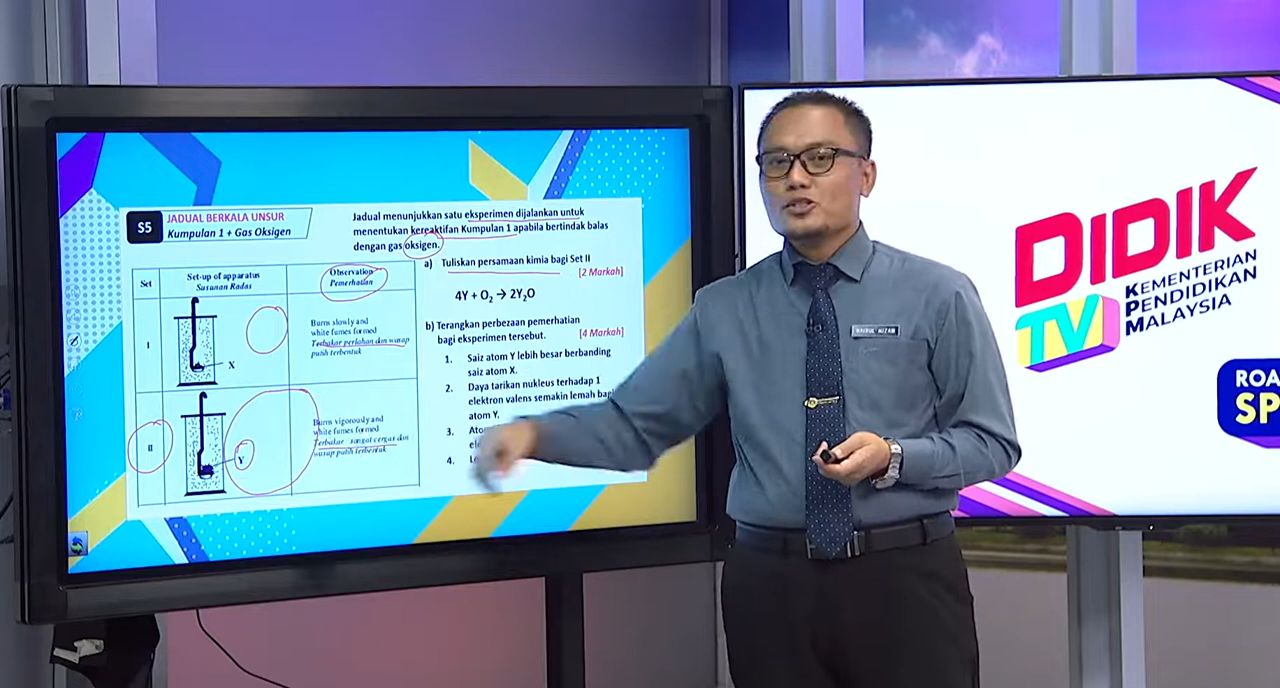 S5
JADUAL BERKALA UNSUR
Kumpulan 1 + Gas Oksigen
Jadual menunjukkan satu eksperimen dijalankan untuk
menentukan kereaktifan Kumpulan 1 apabila bertindak balas
dengan gas oksigen.
Set
Set-up of apparatus
Susunan Radas
Observation
Pemerhatian
I
X
Burns slowly and
white fumes formed
Terbakar perlahan dan wasap
putih terbentuk
II
Y
Burns vigorously and
white fumes formed
Terbakar sangat cergas dan
wasap putih terbentuk
a) Tuliskan persamaan kimia bagi Set II
[2 Markah]
4Y + O₂ → 2Y₂O
b) Terangkan perbezaan pemerhatian
bagi eksperimen tersebut.
[4 Markah]
1. Saiz atom Y lebih besar berbanding
saiz atom X.
2. Daya tarikan nukleus terhadap 1
elektron valens semakin lemah
atom Y.
3.
4.
DIDIK
TV
KEMENTERIAN
PENDIDIKAN
MALAYSIA